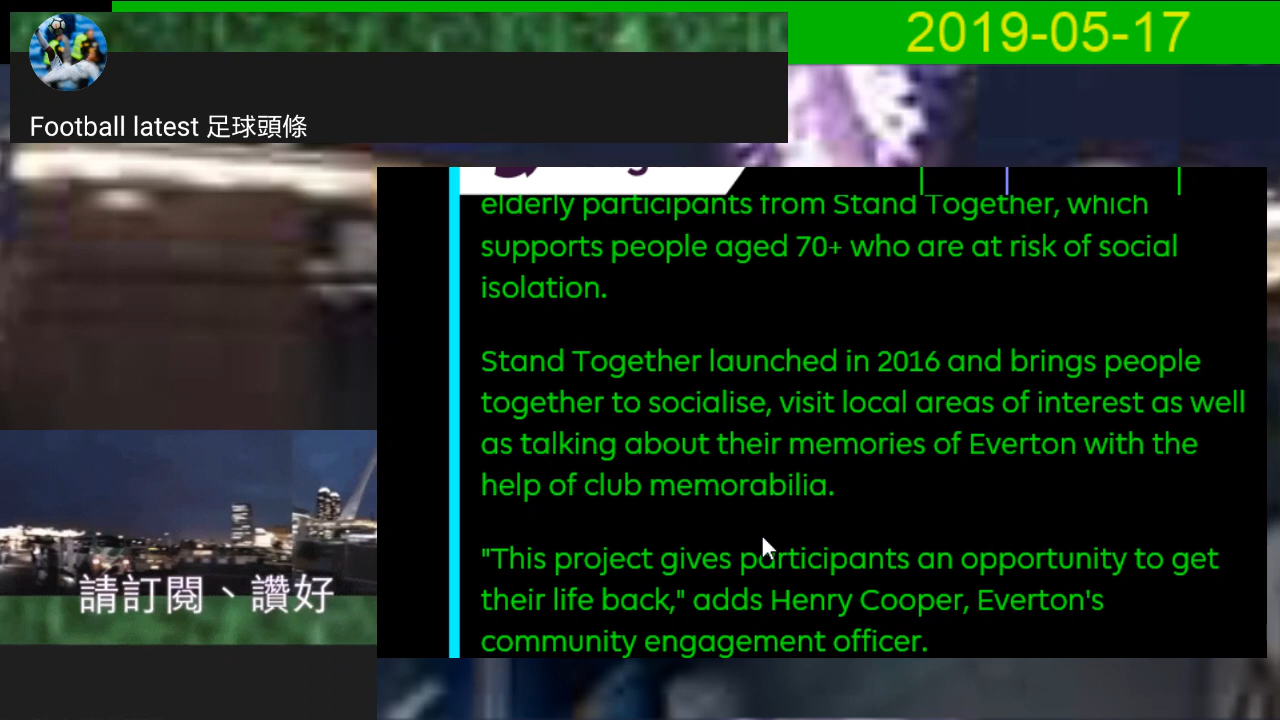 2019-05-17
Football latest 足球頭條
elderly participants from Stand Together, which
supports people aged 70+ who are at risk of social
isolation.
Stand Together launched in 2016 and brings people
together to socialise, visit local areas of interest as well
as talking about their memories of Everton with the
help of club memorabilia.
"This project gives participants an opportunity to get
their life back," adds Henry Cooper, Everton's
community engagement officer.
請訂閱、讚好